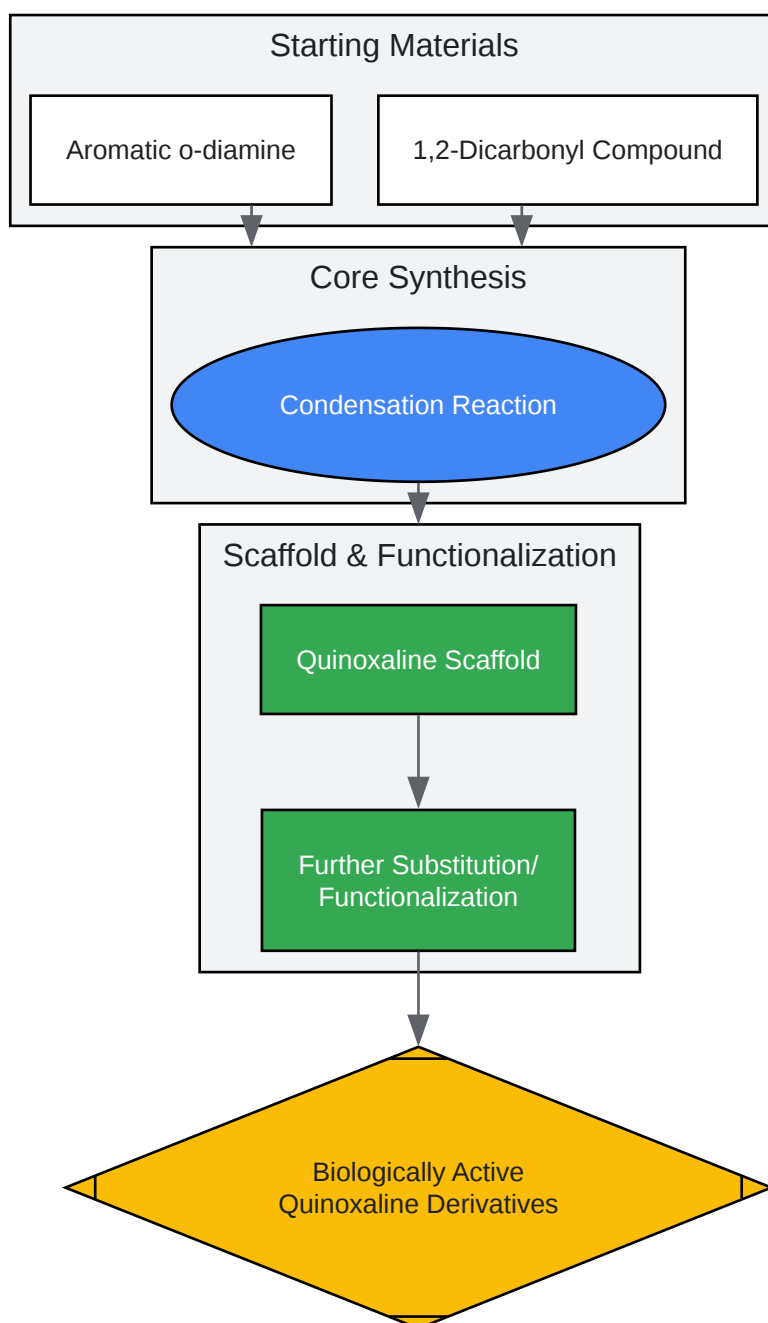 Starting Materials
Aromatic o-diamine
1,2-Dicarbonyl Compound
Core Synthesis
Condensation Reaction
Scaffold & Functionalization
Quinoxaline Scaffold
Further Substitution/
Functionalization
Biologically Active
Quinoxaline Derivatives